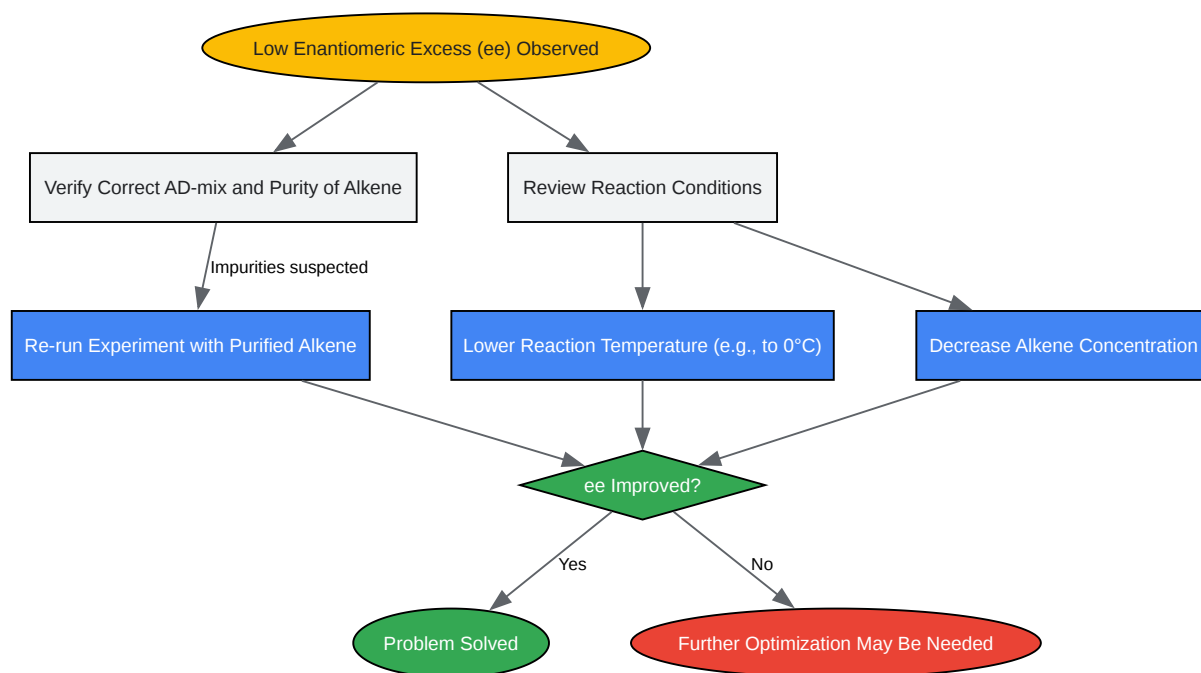 Low Enantiomeric Excess (ee) Observed
Verify Correct AD-mix and Purity of Alkene
Review Reaction Conditions
Impurities suspected
Re-run Experiment with Purified Alkene
Lower Reaction Temperature (e.g., to 0°C)
Decrease Alkene Concentration
ee Improved?
Yes
No
Problem Solved
Further Optimization May Be Needed